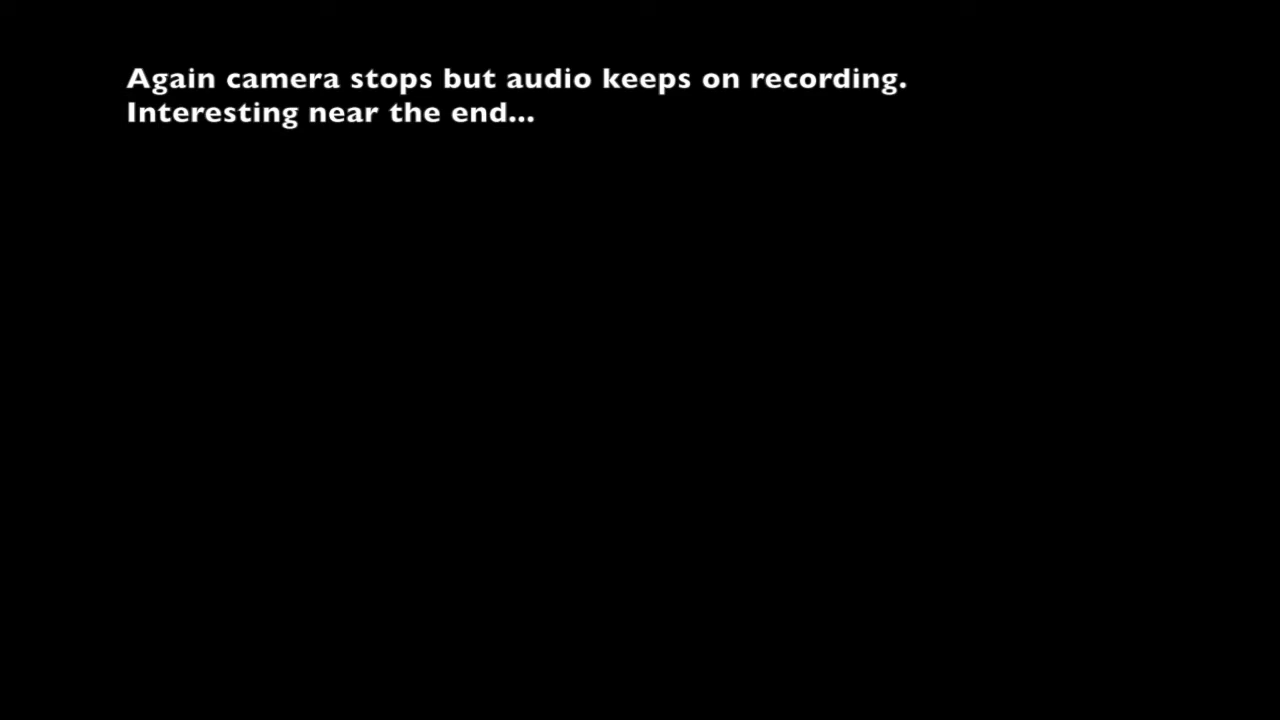 Again camera stops but audio keeps on recording.
Interesting near the end...